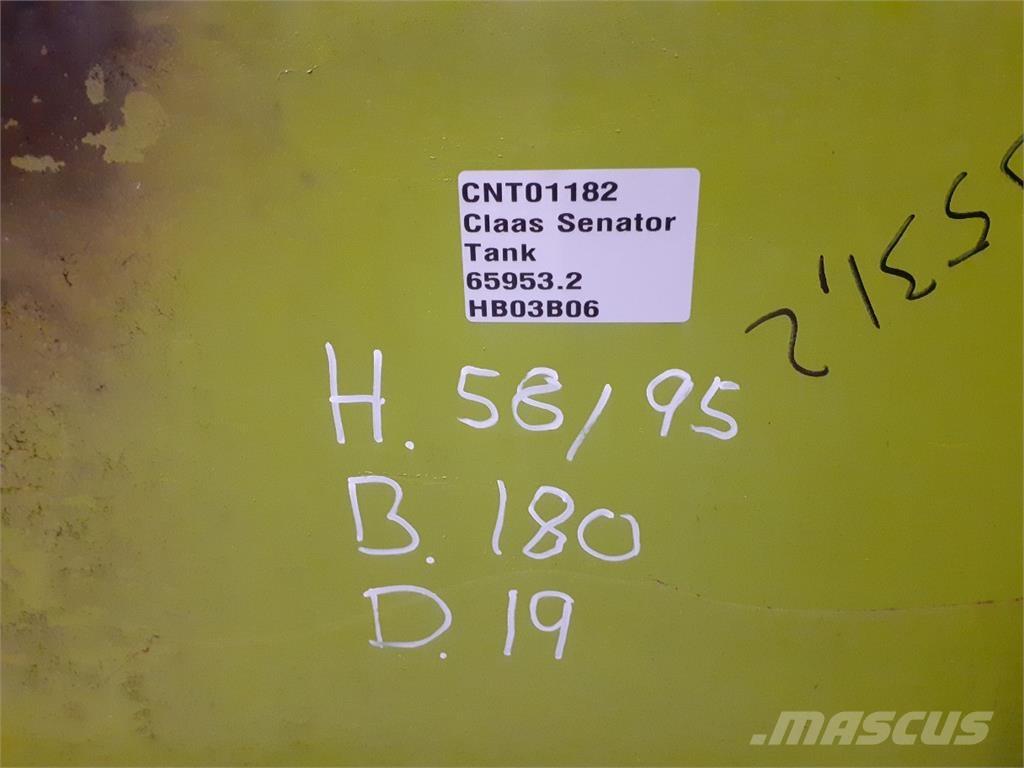 CNT01182
Claas Senator
Tank
65953.2
HB03B06
H. 58/95
B. 180
D. 19
.MASCUS